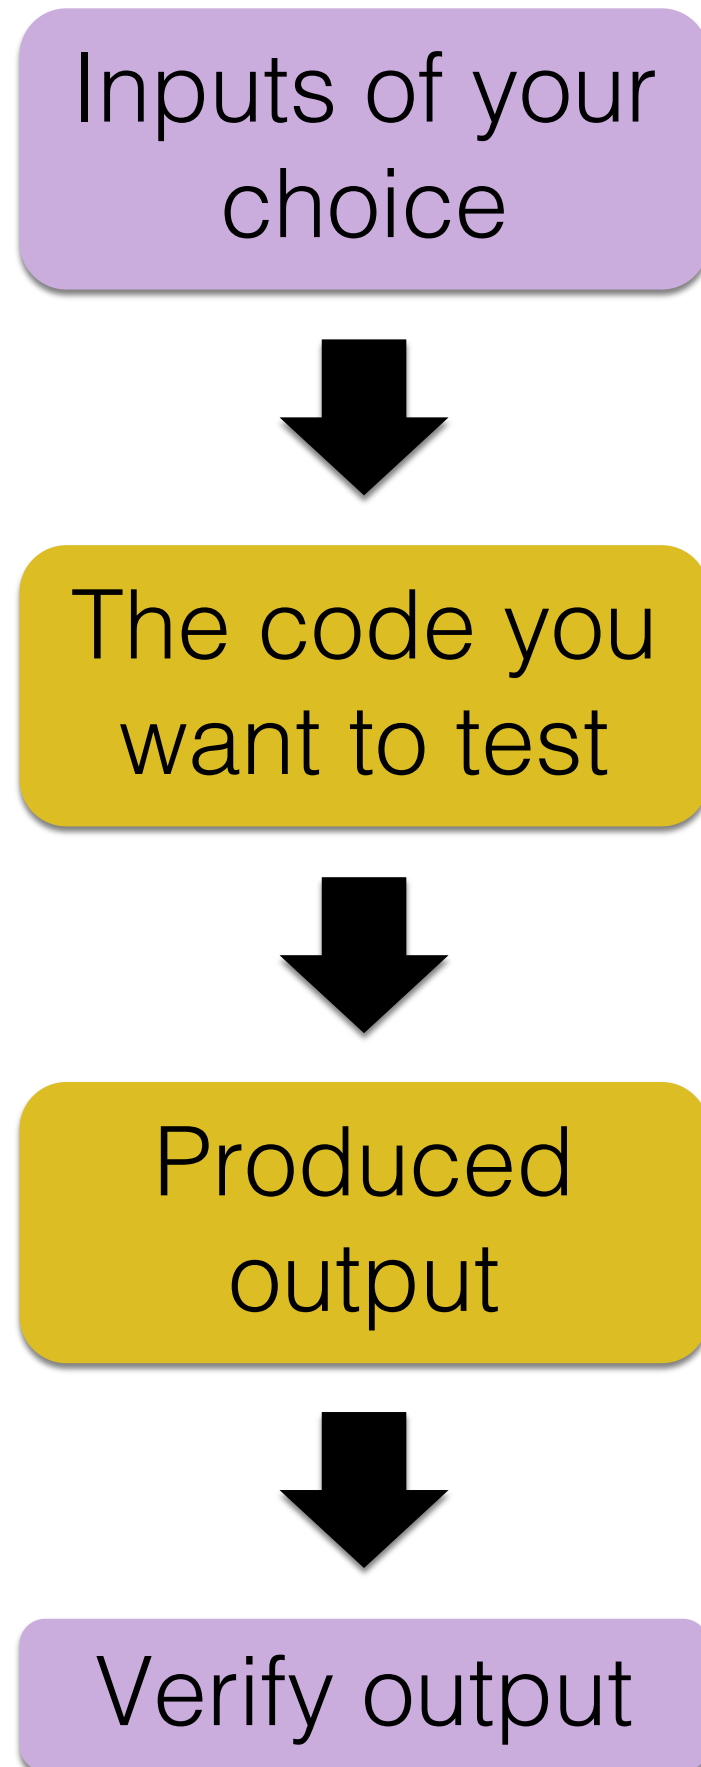 Inputs of your
choice
The code you
want to test
Produced
output
Verify output